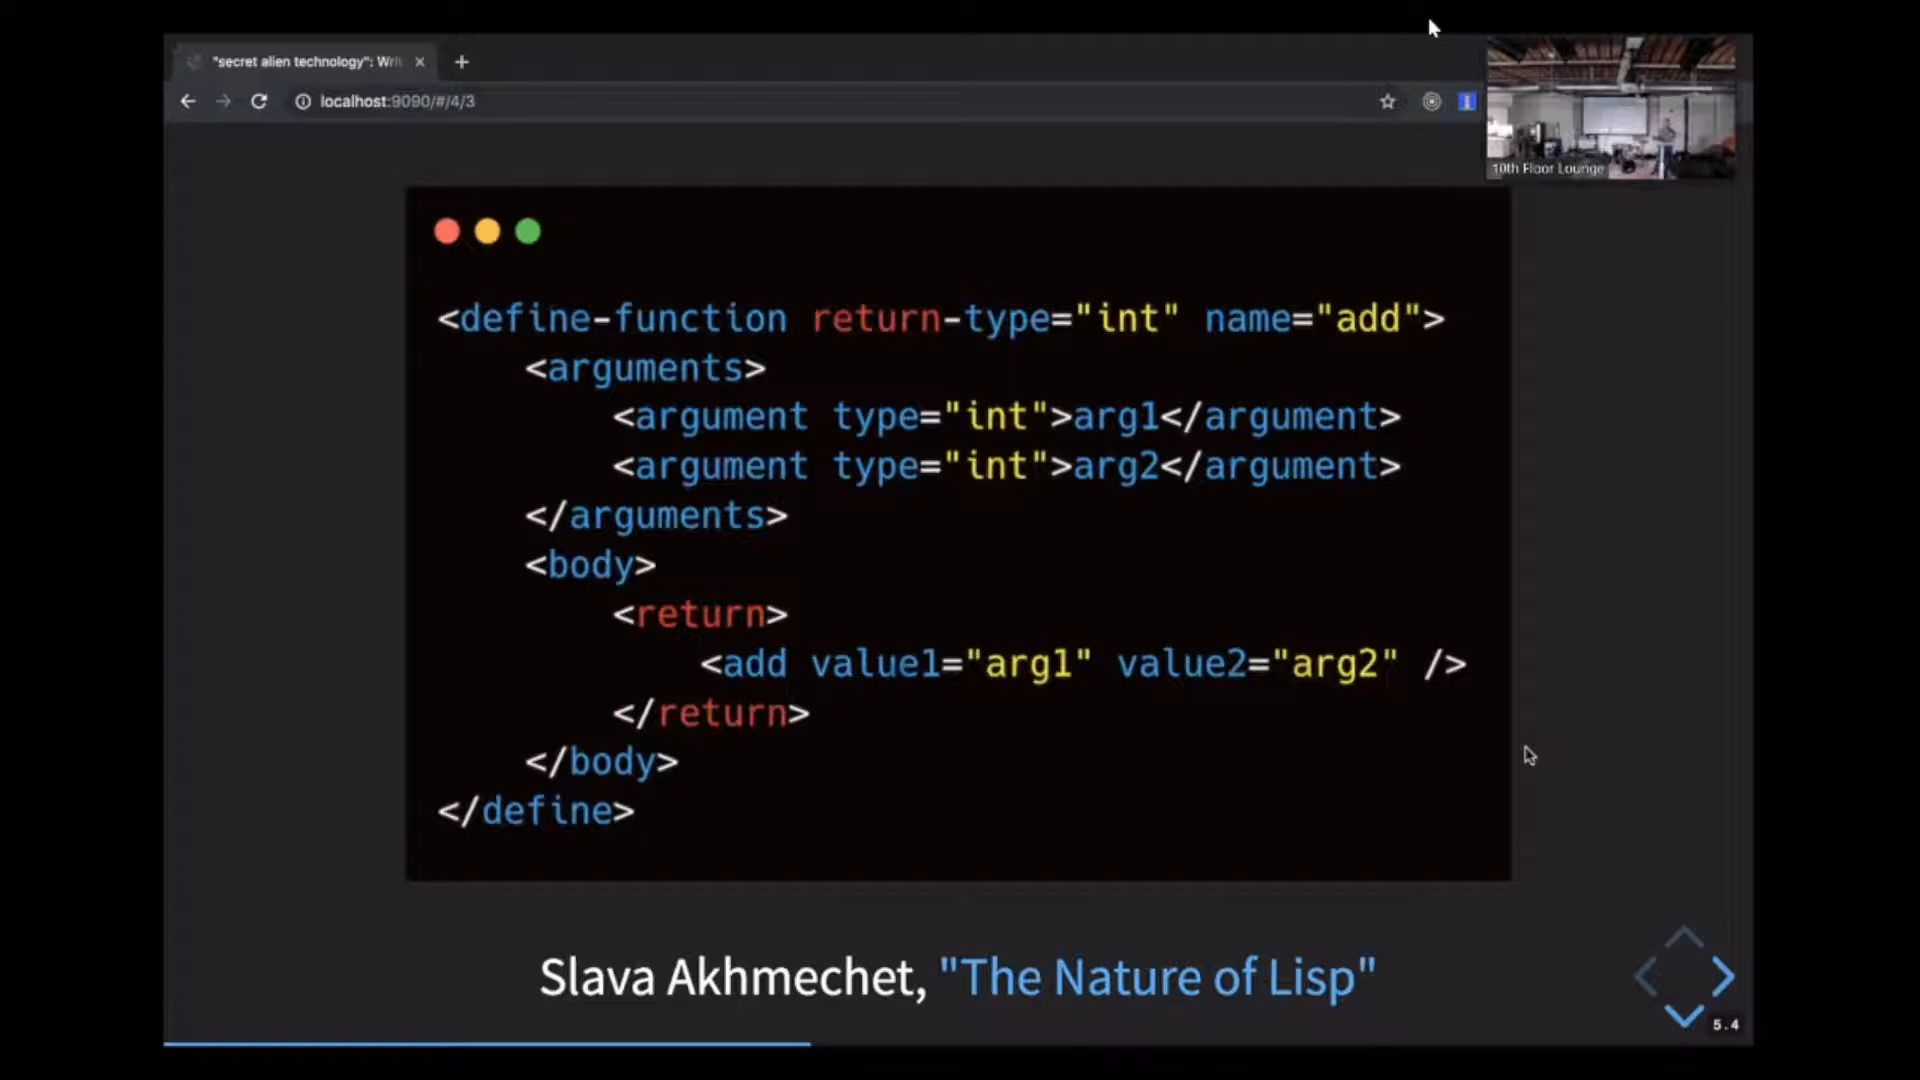 "secret alien technology": Wri
localhost:9090/#/4/3
10th Floor Lounge
<define-function return-type="int" name="add">
    <arguments>
        <argument type="int">arg1</argument>
        <argument type="int">arg2</argument>
    </arguments>
    <body>
        <return>
            <add value1="arg1" value2="arg2" />
        </return>
    </body>
</define>
Slava Akhmechet, "The Nature of Lisp"
5.4